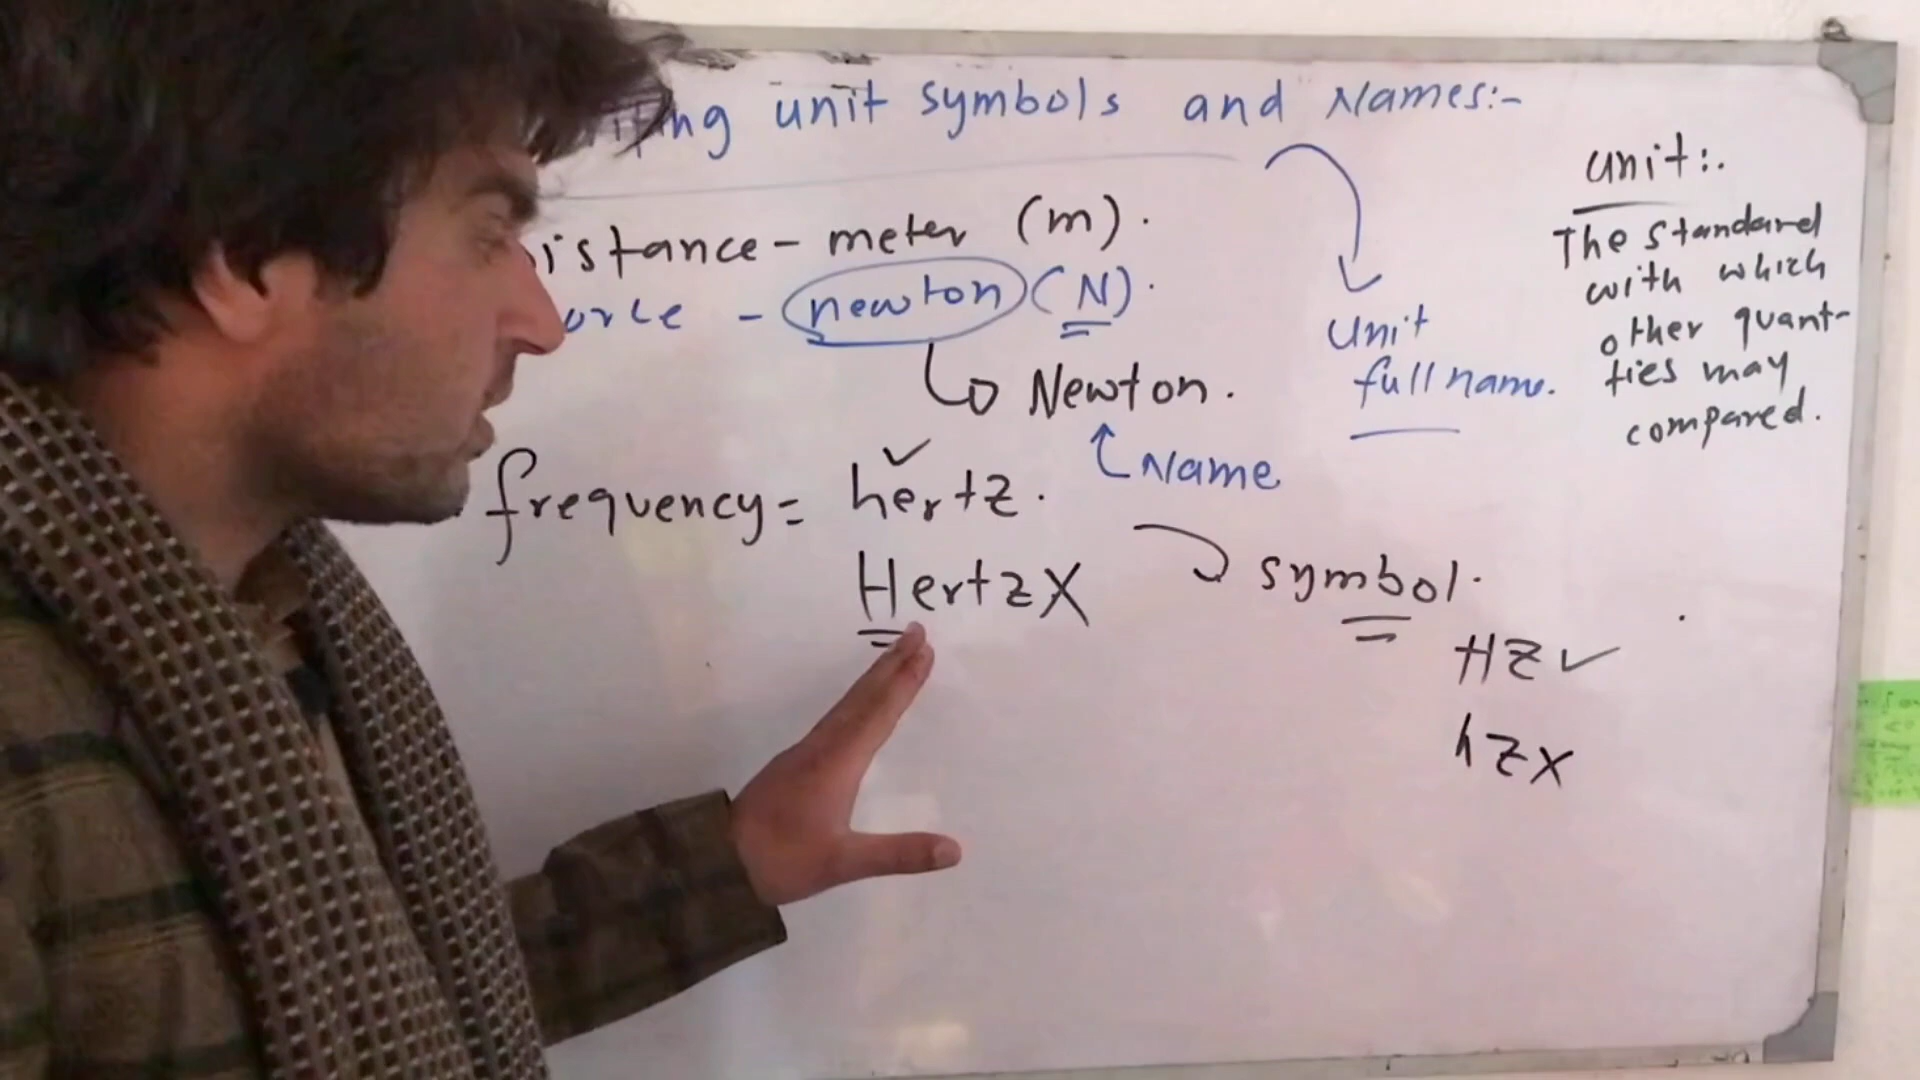 unit symbols and Names:-
istance - meter (m).
orce - newton (N).
Newton.
Name
frequency = hertz. ✓
Hertz X
Unit
full name.
symbol.
Hz ✓
hz x
unit:.
The standard
with which
other quant-
ties may
compared.